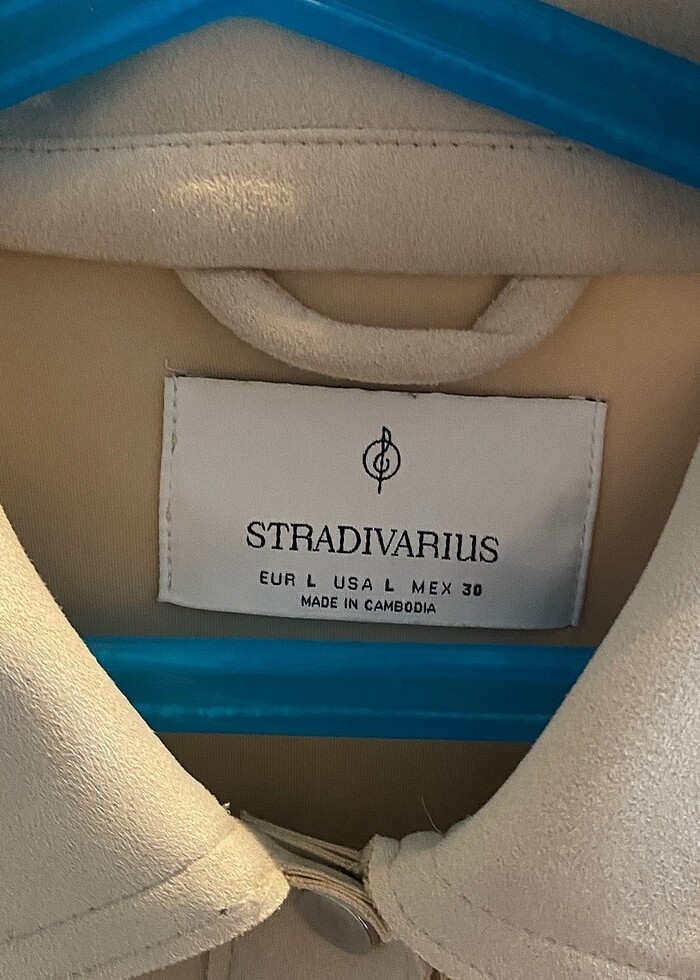 STRADIVARIUS
EUR L USA L MEX 30
MADE IN CAMBODIA